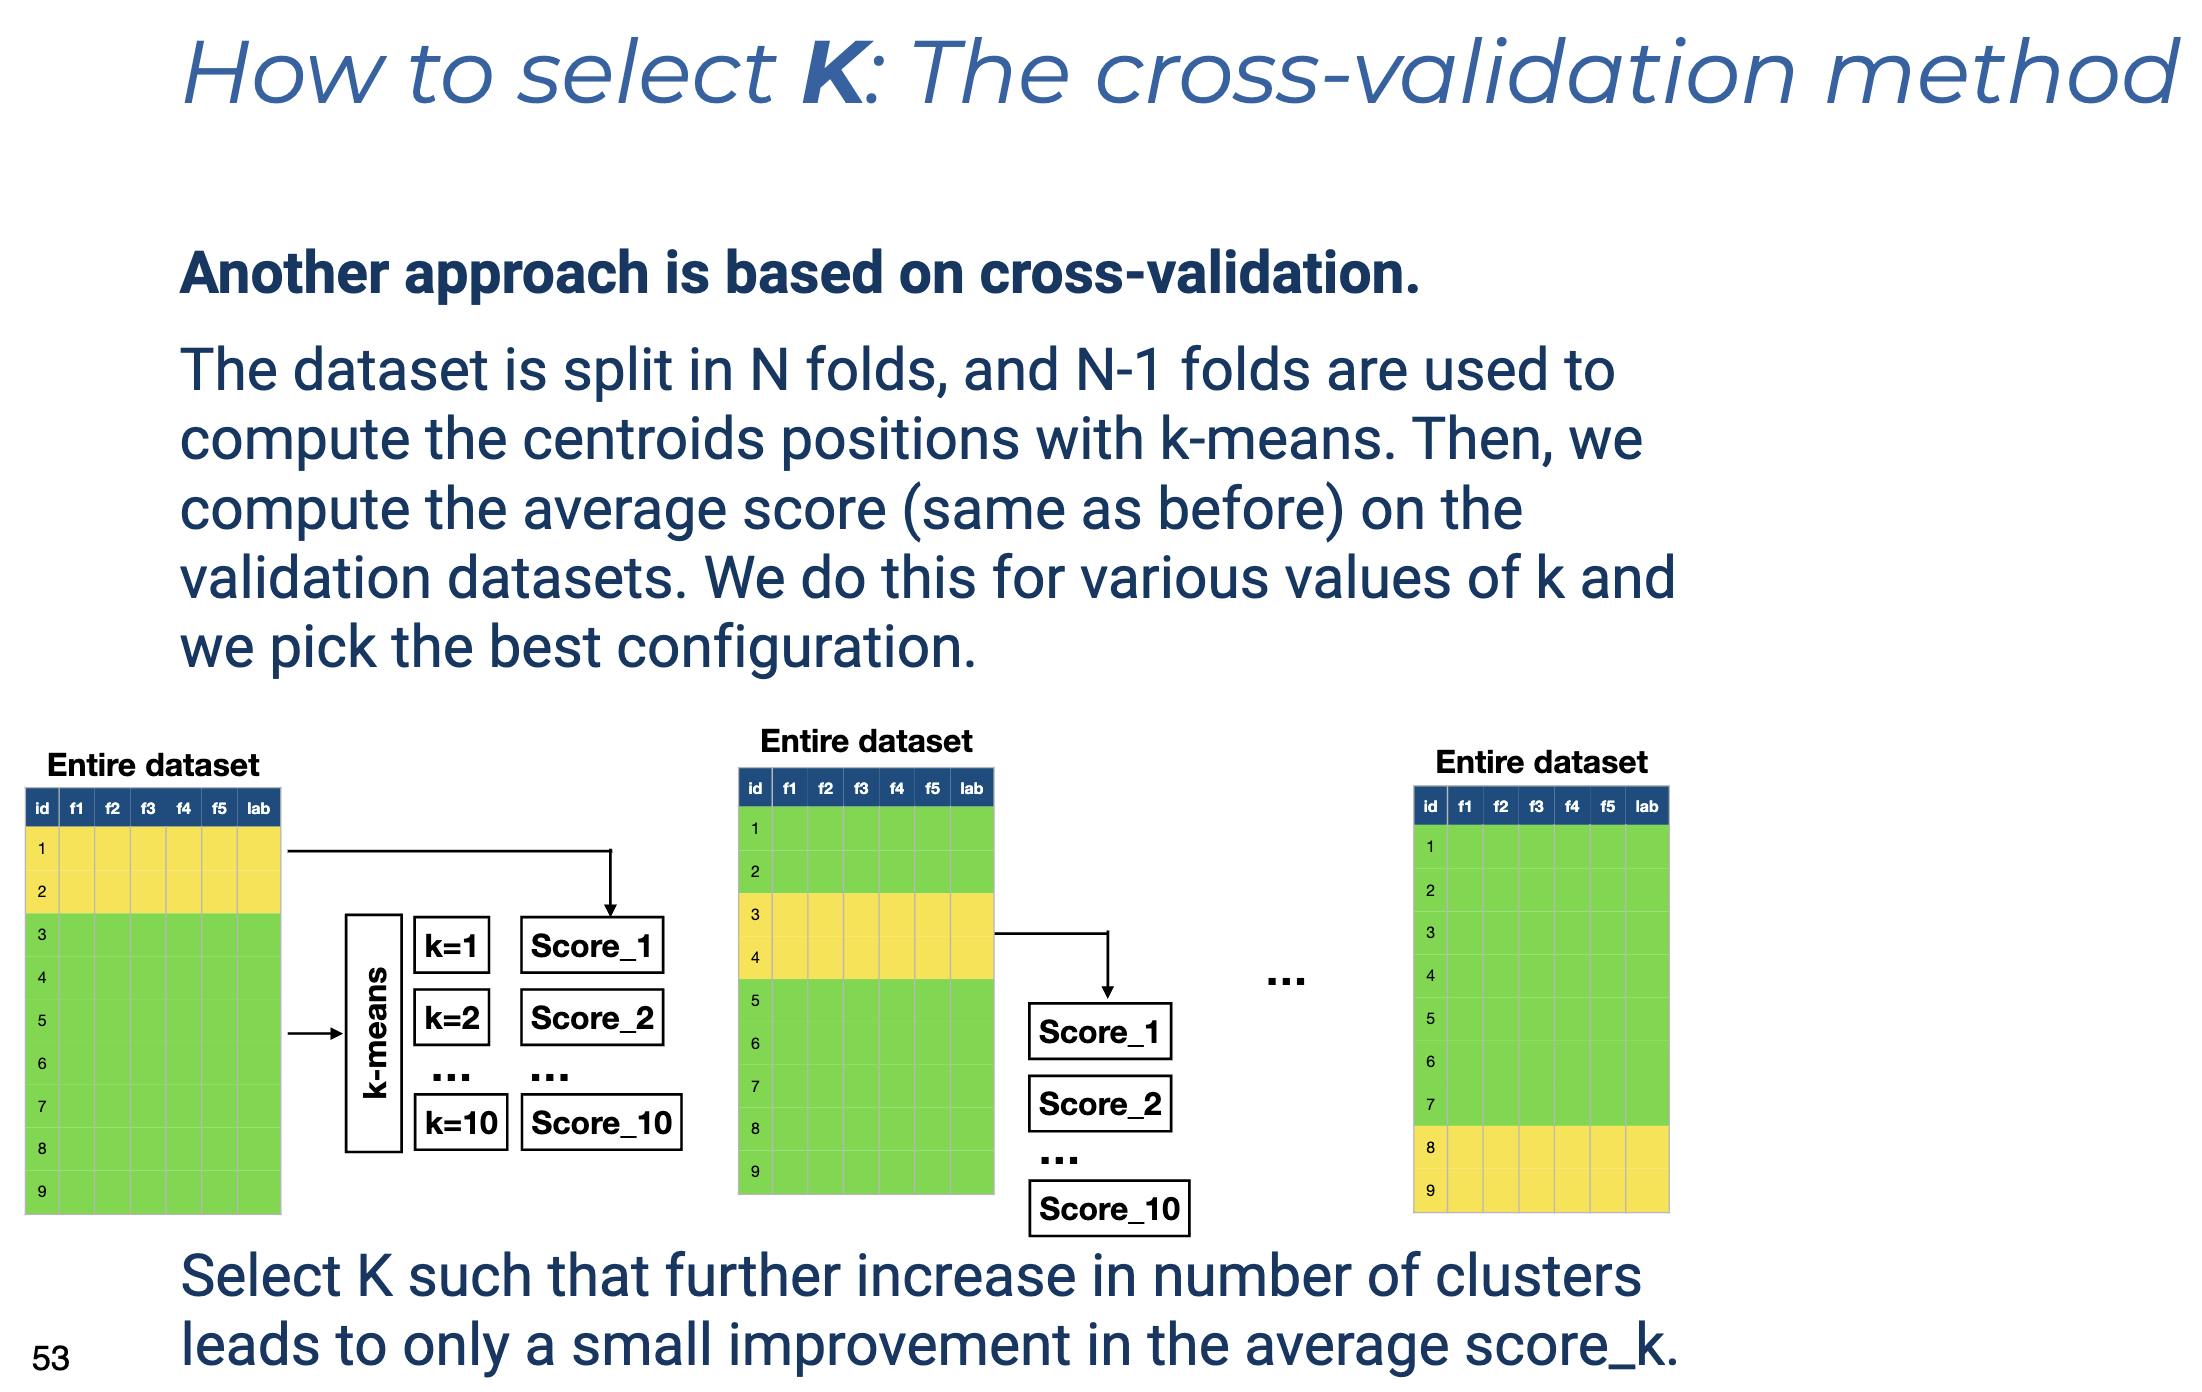 How to select K: The cross-validation method
Another approach is based on cross-validation.
The dataset is split in N folds, and N-1 folds are used to
compute the centroids positions with k-means. Then, we
compute the average score (same as before) on the
validation datasets. We do this for various values of k and
we pick the best configuration.
Entire dataset
id f1 f2 f3 f4 f5 lab
1
2
3
4
5
6
7
8
9
k-means
k=1 Score_1
k=2 Score_2
... ...
k=10 Score_10
Entire dataset
id f1 f2 f3 f4 f5 lab
1
2
3
4
5
6
7
8
9
Score_1
Score_2
...
Score_10
...
Entire dataset
id f1 f2 f3 f4 f5 lab
1
2
3
4
5
6
7
8
9
Select K such that further increase in number of clusters
leads to only a small improvement in the average score_k.
53